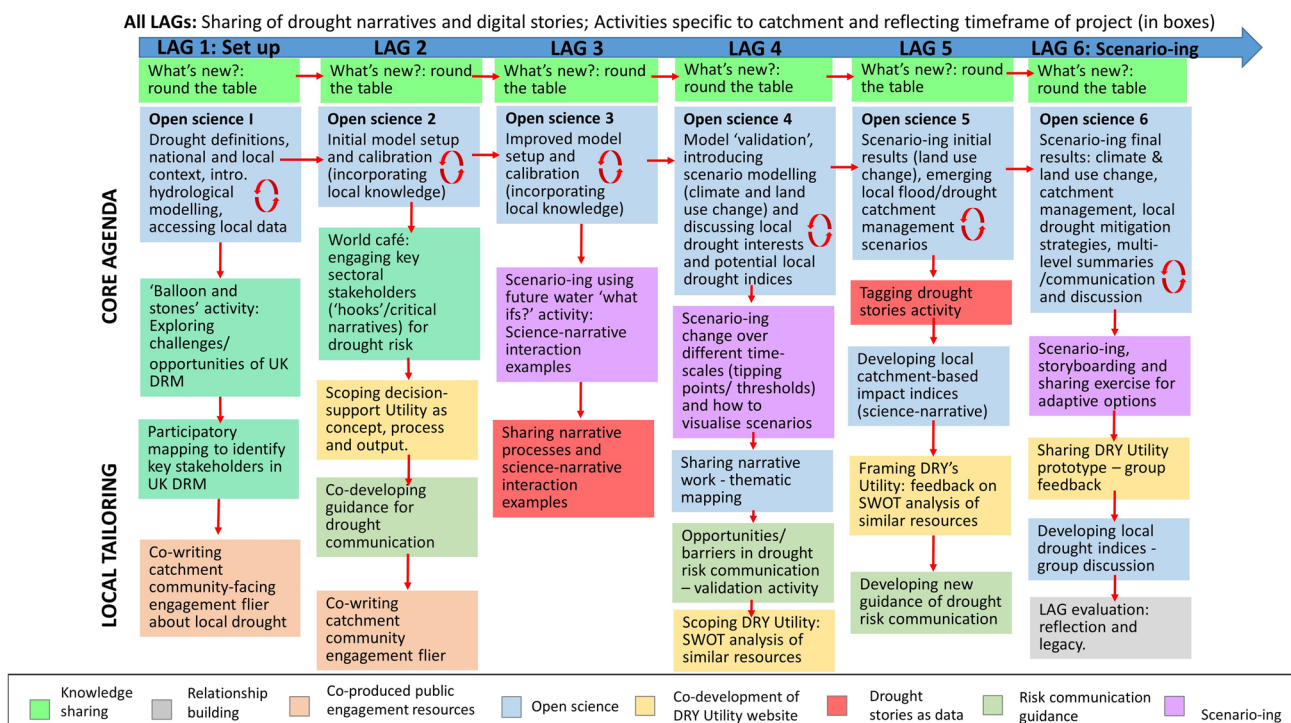 All LAGs: Sharing of drought narratives and digital stories; Activities specific to catchment and reflecting timeframe of project (in boxes)
LAG 1: Set up
LAG 2
LAG 3
LAG 4
LAG 5
LAG 6: Scenario-ing
What's new?:
round the table
What's new?: round
the table
What's new?: round
the table
What's new?:
round the table
What's new?:
round the table
What's new?:
round the table
CORE AGENDA
LOCAL TAILORING
Open science I
Drought definitions,
national and local
context, intro.
hydrological
modelling,
accessing local data
'Balloon and
stones' activity:
Exploring
challenges/
opportunities of UK
DRM
Participatory
mapping to identify
key stakeholders in
UK DRM
Co-writing
catchment
community-facing
engagement flier
about local drought
Open science 2
Initial model setup
and calibration
(incorporating
local knowledge)
World café:
engaging key
sectoral
stakeholders
('hooks'/critical
narratives) for
drought risk
Scoping decision-
support Utility as
concept, process
and output.
Co-developing
guidance for
drought
communication
Co-writing
catchment
community
engagement flier
Open science 3
Improved model
setup and
calibration
(incorporating
local knowledge)
Scenario-ing using
future water 'what
ifs?' activity:
Science-narrative
interaction
examples
Sharing narrative
processes and
science-narrative
interaction
examples
Open science 4
Model 'validation',
introducing
scenario modelling
(climate and land
use change) and
discussing local
drought interests
and potential local
drought indices
Scenario-ing
change over
different time-
scales (tipping
points/ thresholds)
and how to
visualise scenarios
Sharing narrative
work - thematic
mapping
Opportunities/
barriers in drought
risk communication
– validation activity
Scoping DRY Utility:
SWOT analysis of
similar resources
Open science 5
Scenario-ing initial
results (land use
change), emerging
local flood/drought
catchment
management
scenarios
Tagging drought
stories activity
Developing local
catchment-based
impact indices
(science-narrative)
Framing DRY's
Utility: feedback on
SWOT analysis of
similar resources
Developing new
guidance of drought
risk communication
Open science 6
Scenario-ing final
results: climate &
land use change,
catchment
management, local
drought mitigation
strategies, multi-
level summaries
/communication
and discussion
Scenario-ing,
storyboarding and
sharing exercise for
adaptive options
Sharing DRY Utility
prototype – group
feedback
Developing local
drought indices -
group discussion
LAG evaluation:
reflection and
legacy.
Knowledge
sharing
Relationship
building
Co-produced public
engagement resources
Open science
Co-development of
DRY Utility website
Drought
stories as data
Risk communication
guidance
Scenario-ing